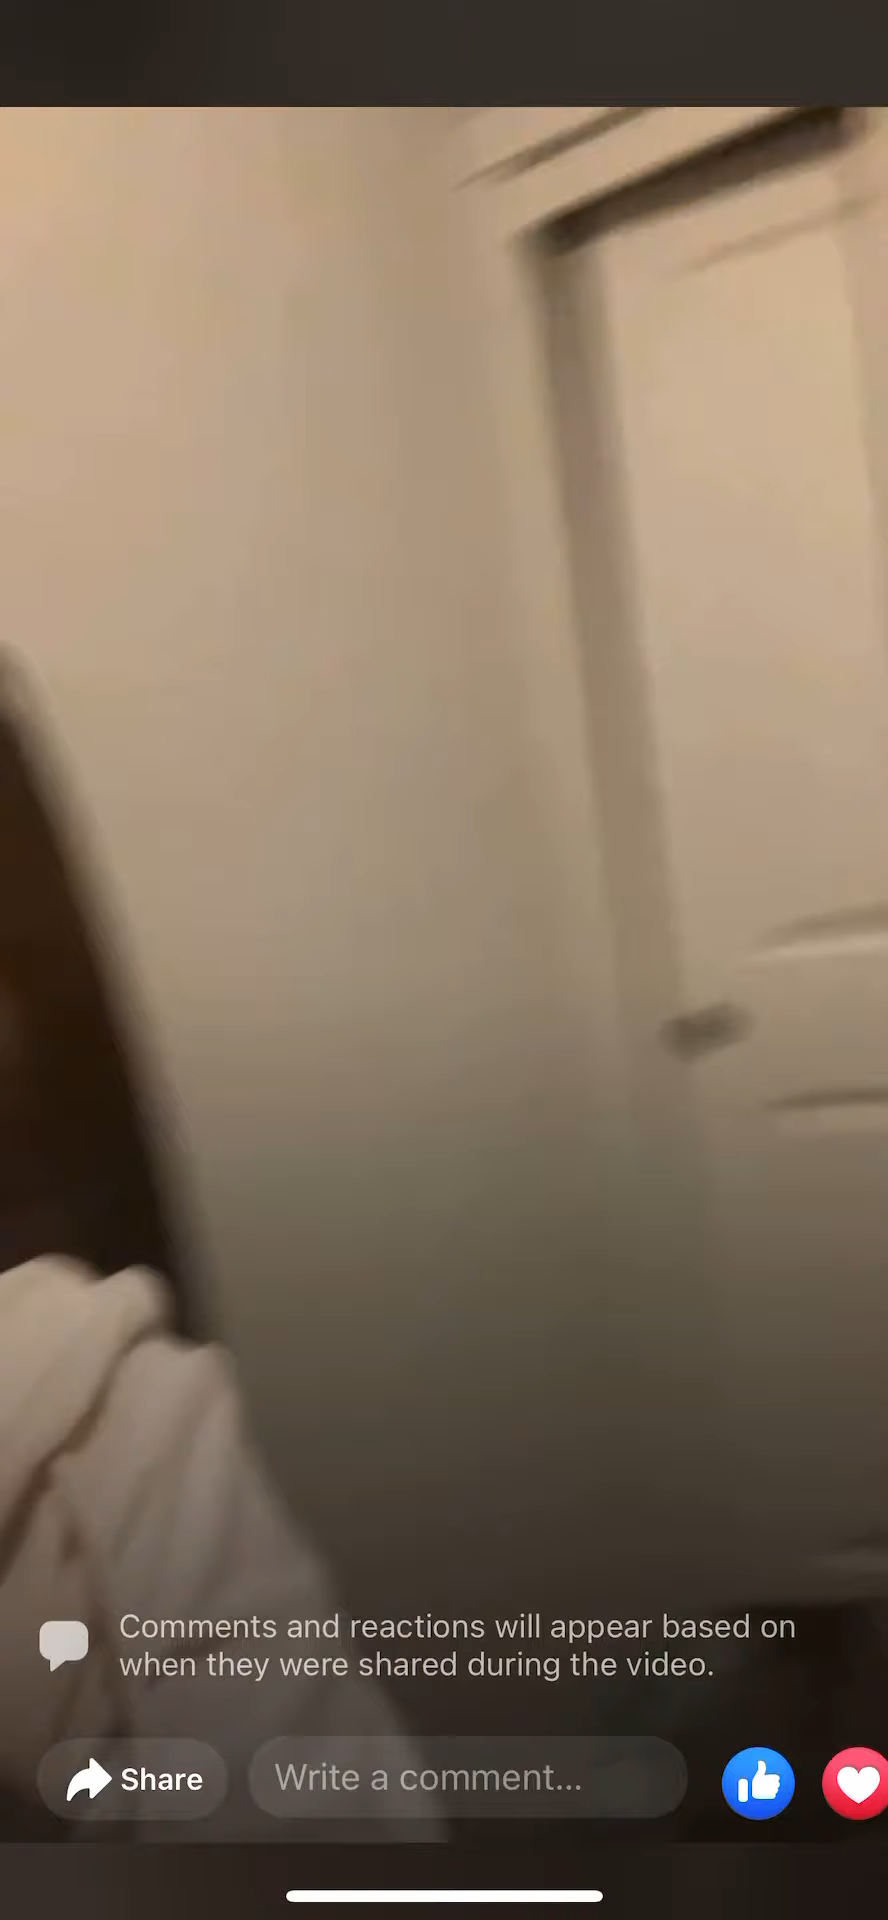 Comments and reactions will appear based on
when they were shared during the video.
Share
Write a comment...